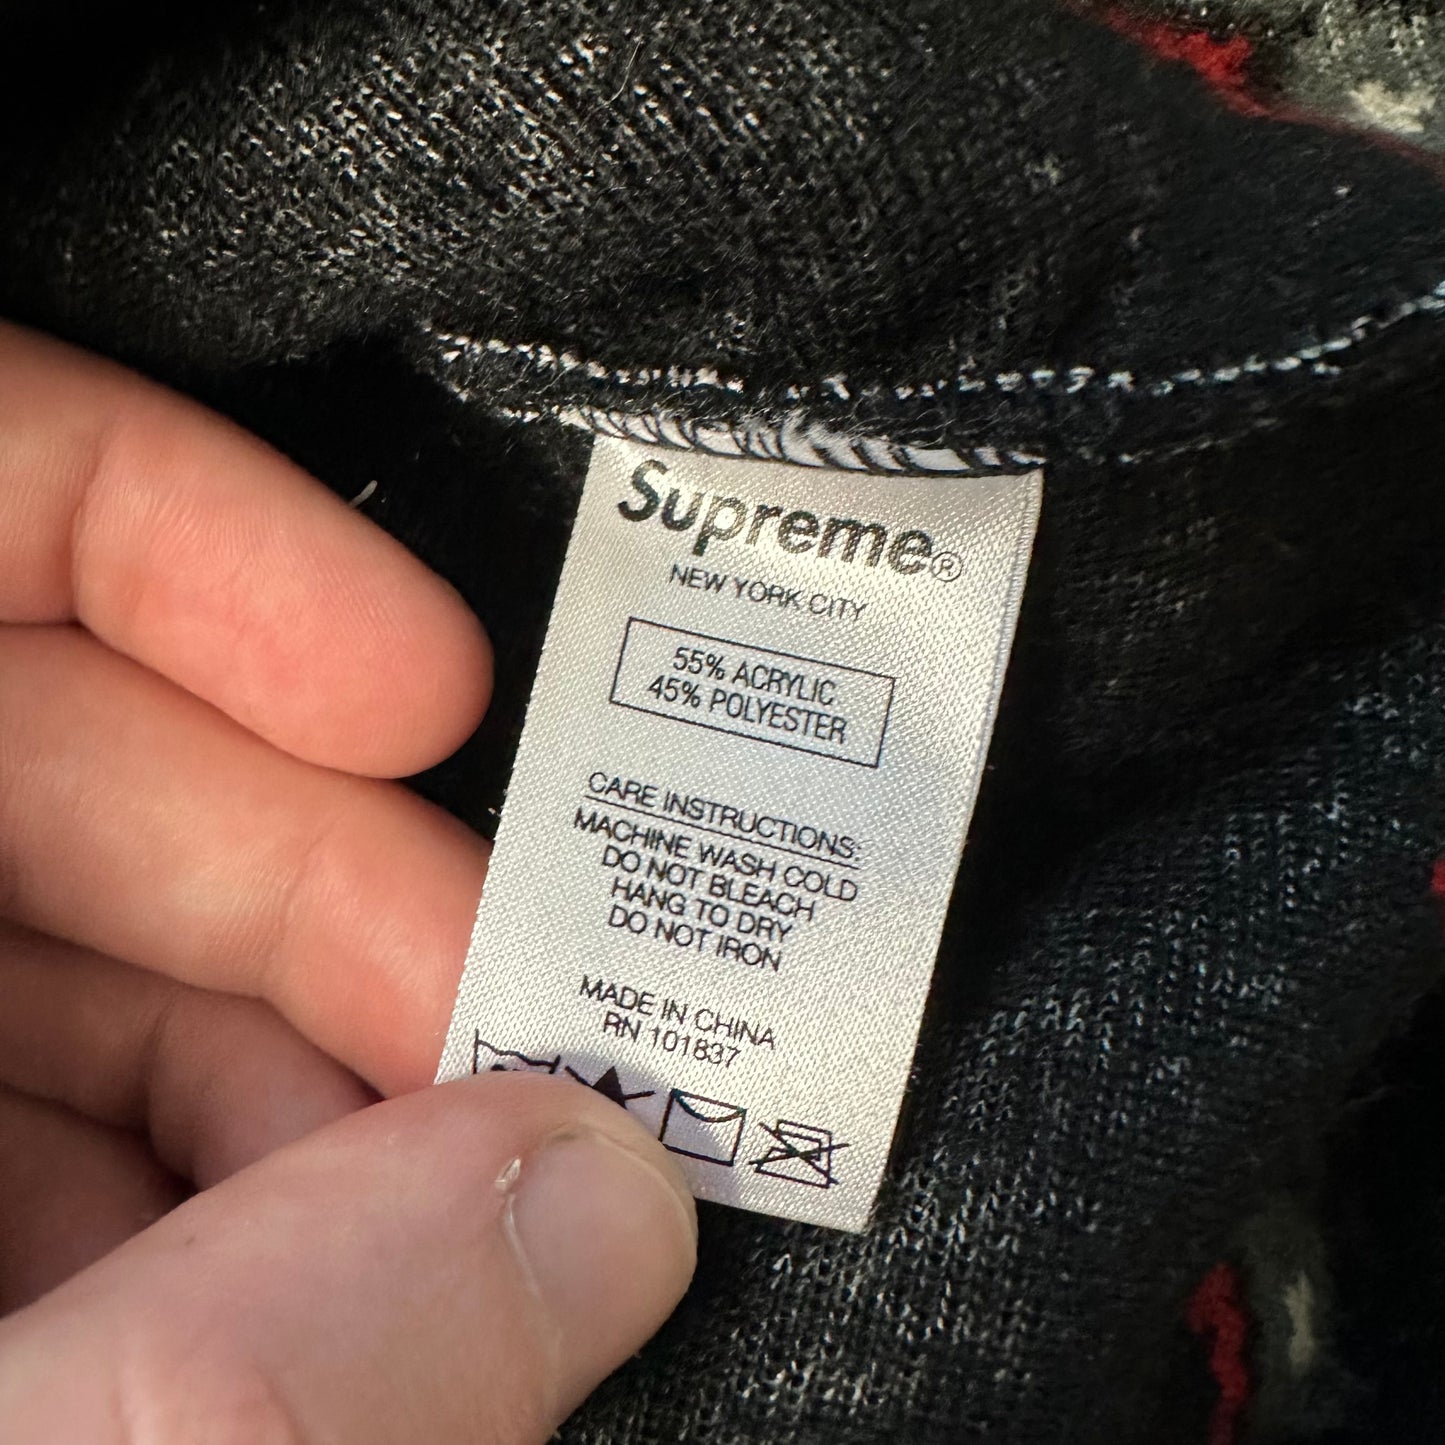 Supreme®
NEW YORK CITY
55% ACRYLIC
45% POLYESTER
CARE INSTRUCTIONS:
MACHINE WASH COLD
DO NOT BLEACH
HANG TO DRY
DO NOT IRON
MADE IN CHINA
RN 101837